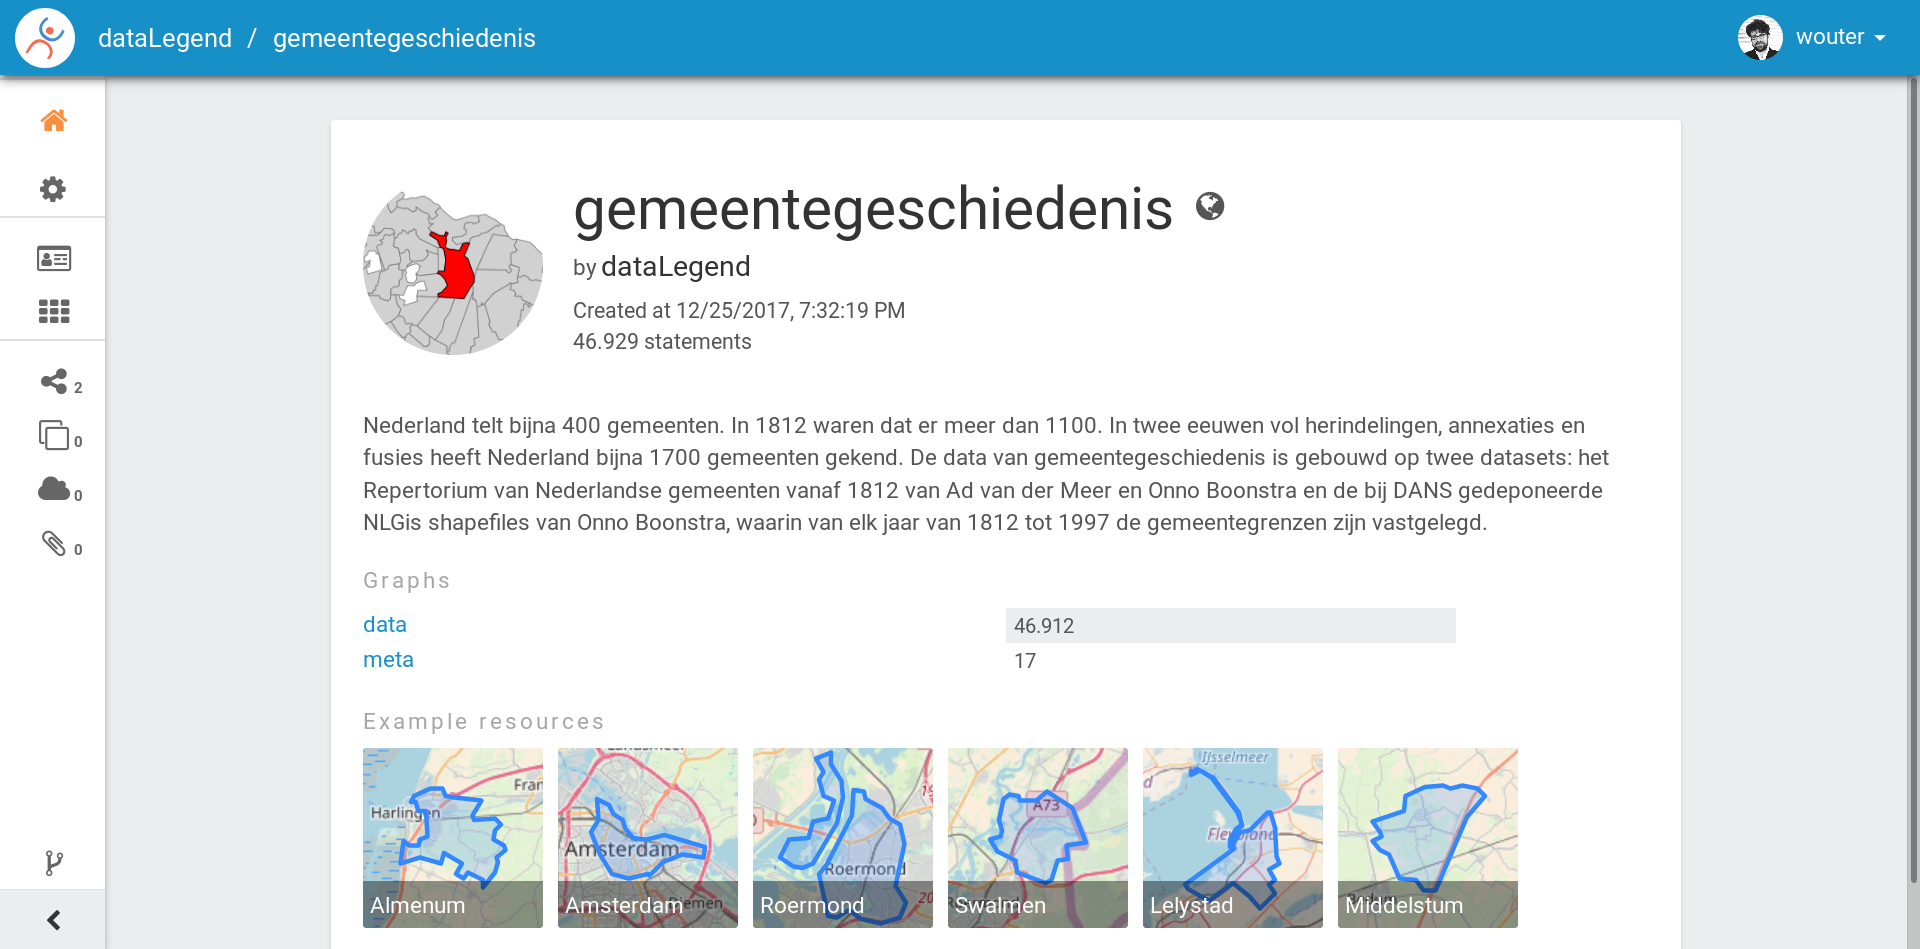 dataLegend / gemeentegeschiedenis
wouter
gemeentegeschiedenis
by dataLegend
Created at 12/25/2017, 7:32:19 PM
46.929 statements
2
0
0
0
Nederland telt bijna 400 gemeenten. In 1812 waren dat er meer dan 1100. In twee eeuwen vol herindelingen, annexaties en
fusies heeft Nederland bijna 1700 gemeenten gekend. De data van gemeentegeschiedenis is gebouwd op twee datasets: het
Repertorium van Nederlandse gemeenten vanaf 1812 van Ad van der Meer en Onno Boonstra en de bij DANS gedeponeerde
NLGis shapefiles van Onno Boonstra, waarin van elk jaar van 1812 tot 1997 de gemeentegrenzen zijn vastgelegd.
Graphs
data 46.912
meta 17
Example resources
Harlingen
Fran
Almenum
Amsterdam
iemen
Amsterdam
Roermond
20
Roermond
A73
Swalmen
IJsselmeer
d
Flevoland
Lelystad
Middelstum